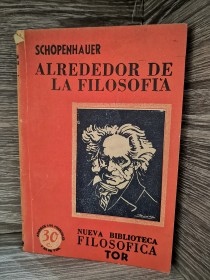 SCHOPENHAUER
ALREDEDOR DE
LA FILOSOFIA
30
NUEVA BIBLIOTECA
FILOSOFICA
TOR